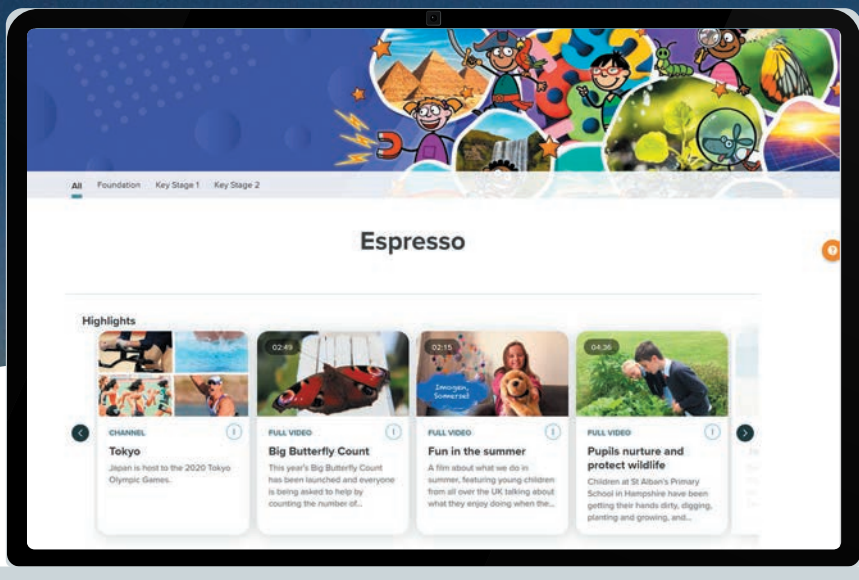 All Foundation Key Stage 1 Key Stage 2
Espresso
Highlights
02:49
02:15
04:36
Imogen,
Somerset
CHANNEL
Tokyo
Japan is host to the 2020 Tokyo
Olympic Games.
FULL VIDEO
Big Butterfly Count
This year's Big Butterfly Count
has been launched and everyone
is being asked to help by
counting the number of...
FULL VIDEO
Fun in the summer
A film about what we do in
summer, featuring young children
from all over the UK talking about
what they enjoy doing when the...
FULL VIDEO
Pupils nurture and
protect wildlife
Children at St Alban's Primary
School in Hampshire have been
getting their hands dirty, digging,
planting and growing, and...